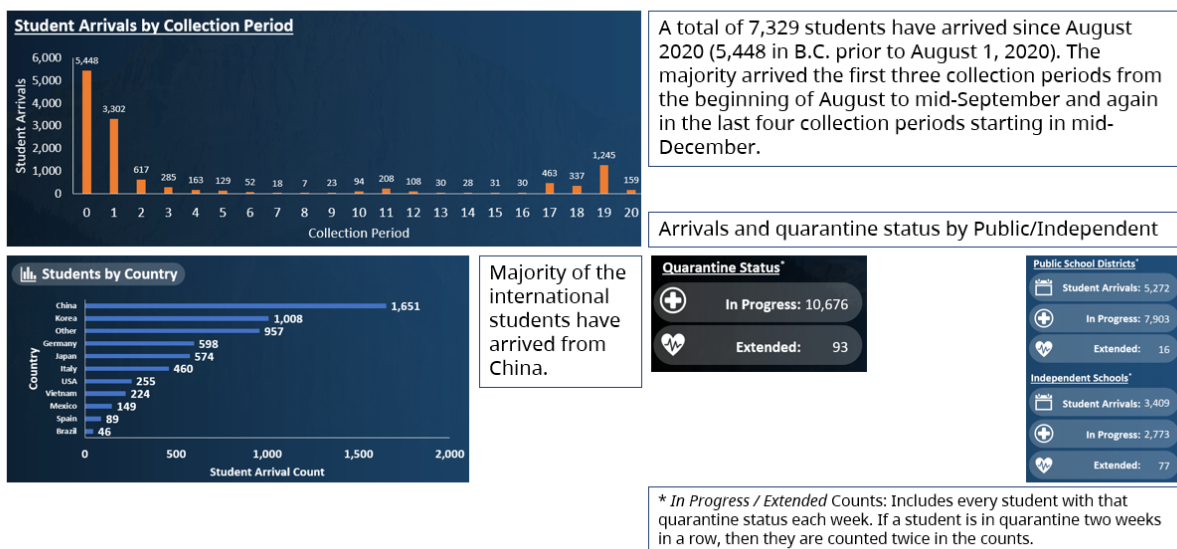 Student Arrivals by Collection Period
Student Arrivals
6,000
5,000
4,000
3,000
2,000
1,000
0
5,448
3,302
617
285
163
129
52
18
7
23
94
208
108
30
28
31
30
463
337
1,245
159
0 1 2 3 4 5 6 7 8 9 10 11 12 13 14 15 16 17 18 19 20
Collection Period
A total of 7,329 students have arrived since August
2020 (5,448 in B.C. prior to August 1, 2020). The
majority arrived the first three collection periods from
the beginning of August to mid-September and again
in the last four collection periods starting in mid-
December.
Arrivals and quarantine status by Public/Independent
Students by Country
Country
China 1,651
Korea 1,008
Other 957
Germany 598
Japan 574
Italy 460
USA 255
Vietnam 224
Mexico 149
Spain 89
Brazil 46
0 500 1,000 1,500 2,000
Student Arrival Count
Majority of the
international
students have
arrived from
China.
Quarantine Status*
In Progress: 10,676
Extended: 93
Public School Districts*
Student Arrivals: 5,272
In Progress: 7,903
Extended: 16
Independent Schools*
Student Arrivals: 3,409
In Progress: 2,773
Extended: 77
* In Progress / Extended Counts: Includes every student with that
quarantine status each week. If a student is in quarantine two weeks
in a row, then they are counted twice in the counts.